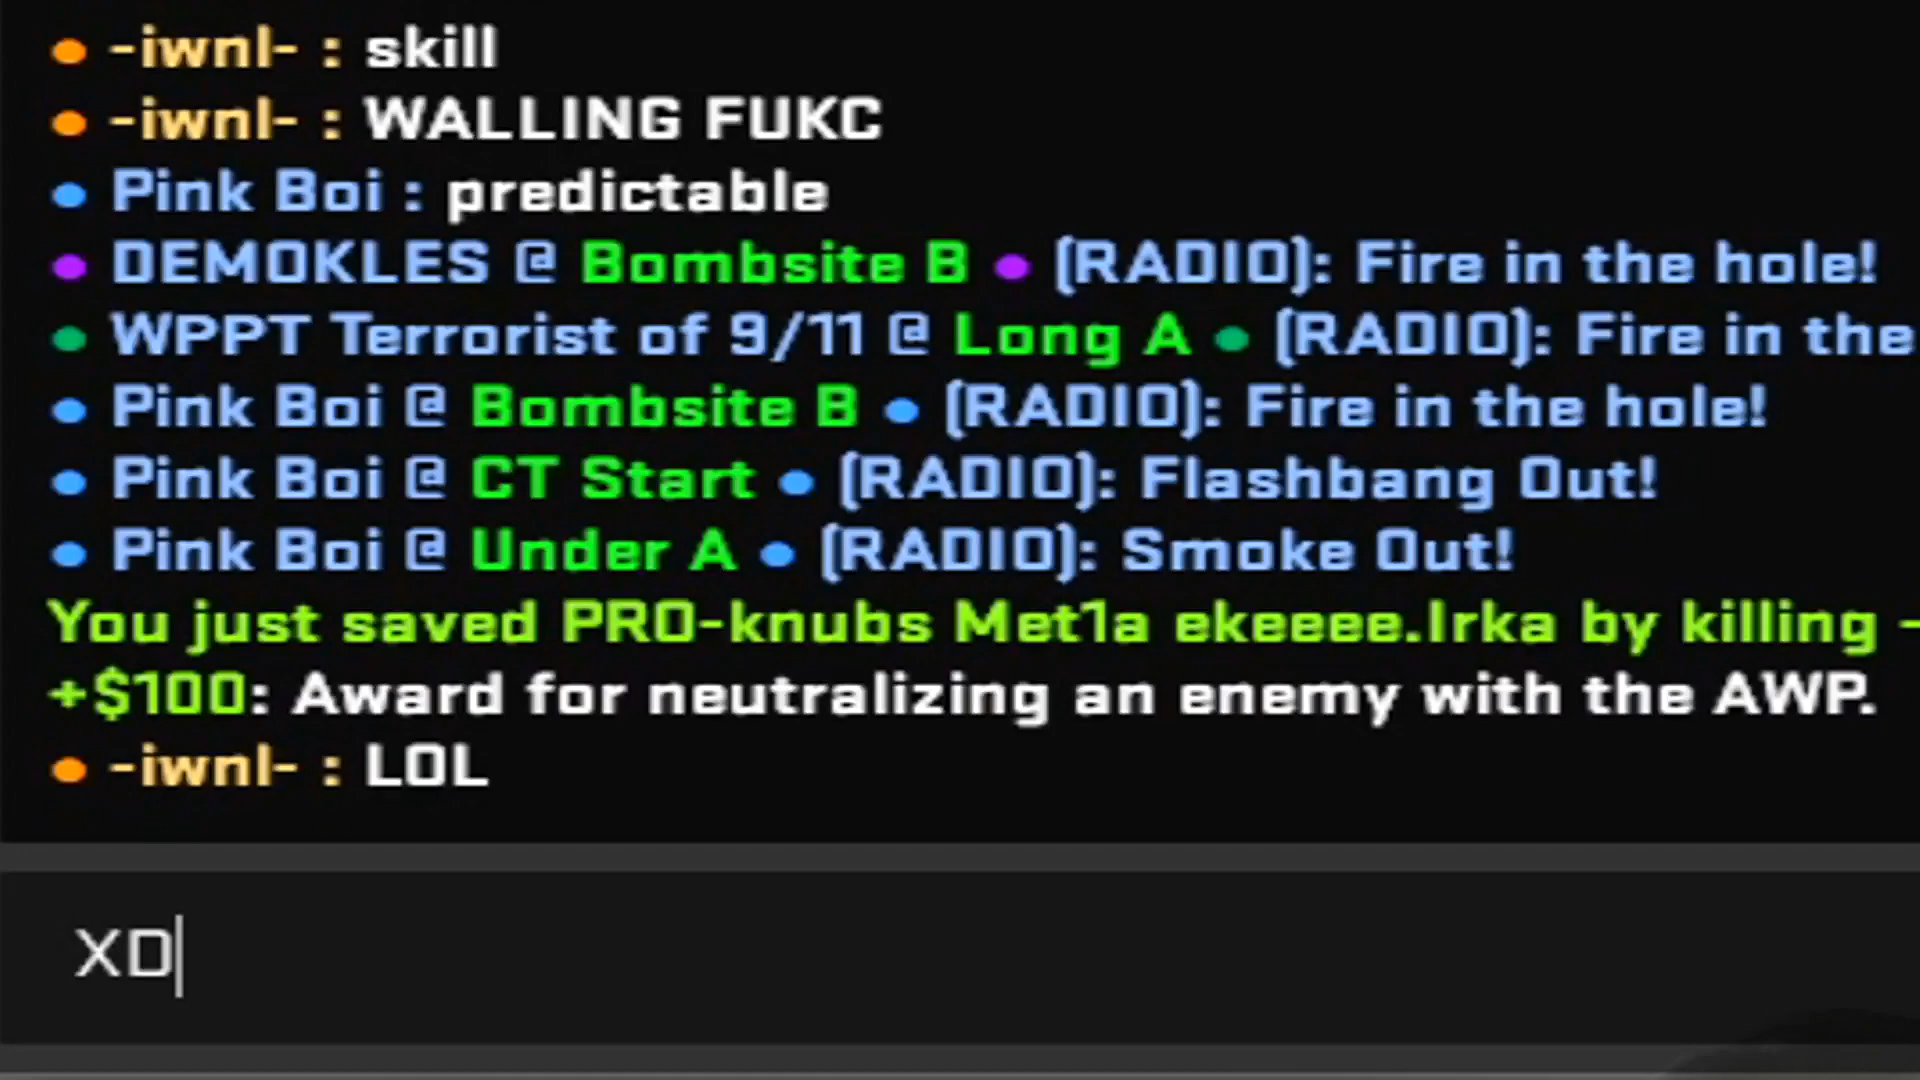 -iwnl- : skill
-iwnl- : WALLING FUKC
Pink Boi : predictable
DEMOKLES @ Bombsite B • (RADIO): Fire in the hole!
WPPT Terrorist of 9/11 @ Long A • (RADIO): Fire in the
Pink Boi @ Bombsite B • (RADIO): Fire in the hole!
Pink Boi @ CT Start • (RADIO): Flashbang Out!
Pink Boi @ Under A • (RADIO): Smoke Out!
You just saved PRO-knubs Met1a ekeeee.Irka by killing -
+$100: Award for neutralizing an enemy with the AWP.
-iwnl- : LOL
XD